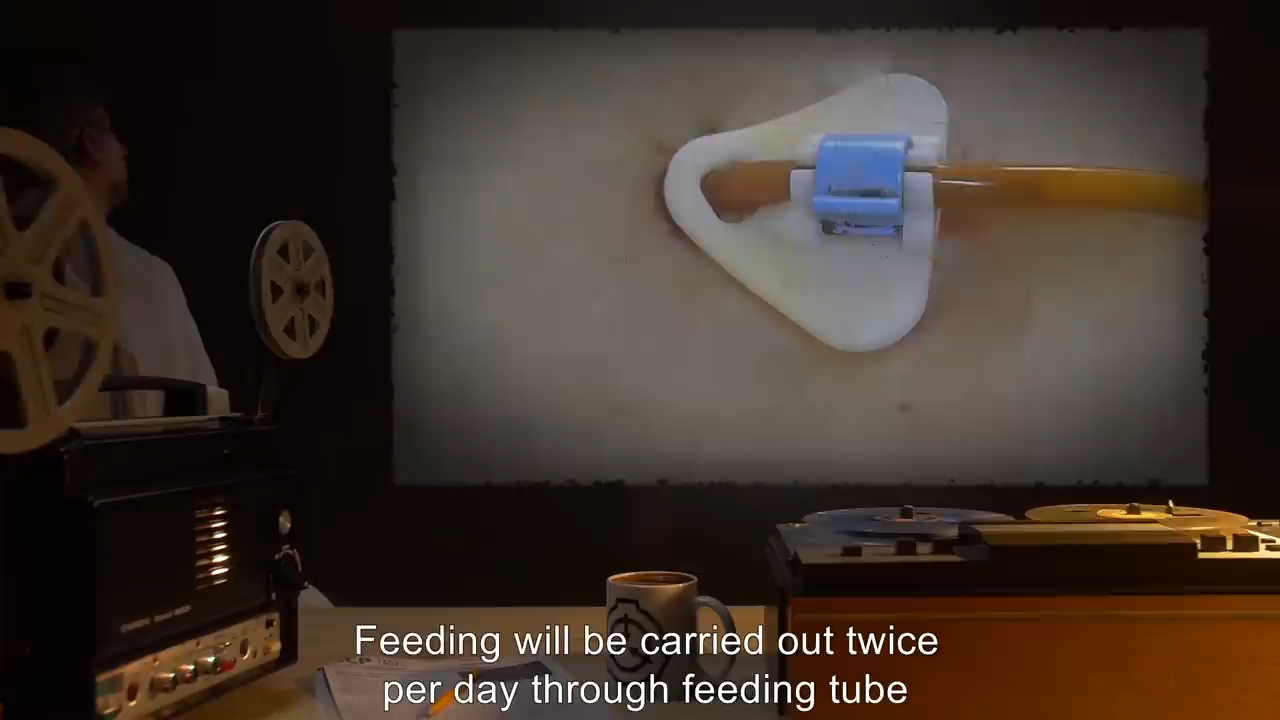 Feeding will be carried out twice
per day through feeding tube